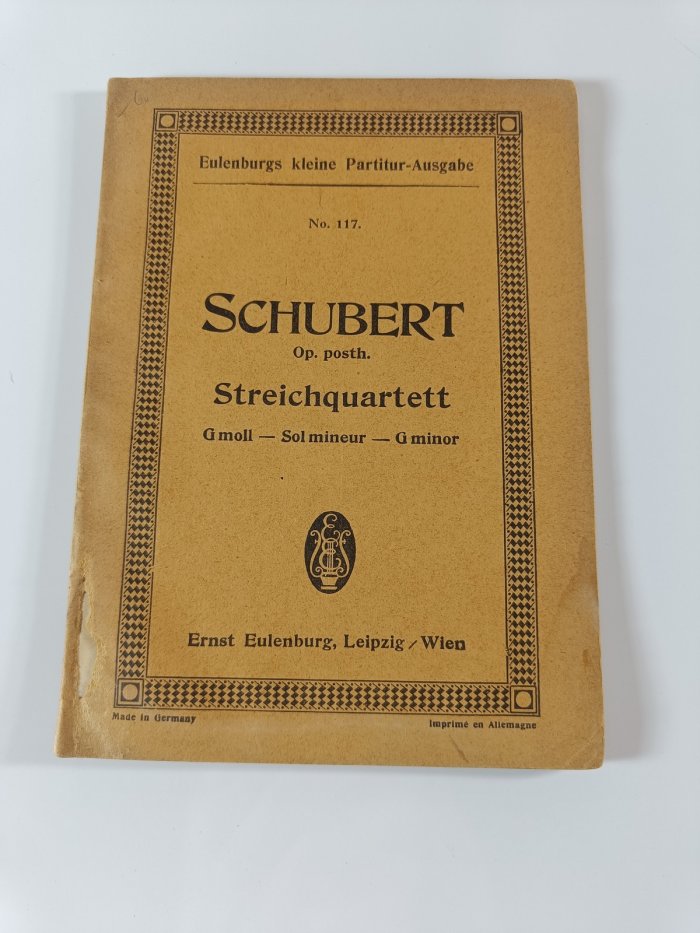 Eulenburgs kleine Partitur-Ausgabe
No. 117.
SCHUBERT
Op. posth.
Streichquartett
G moll — Sol mineur — G minor
Ernst Eulenburg, Leipzig / Wien
Made in Germany
Imprimé en Allemagne